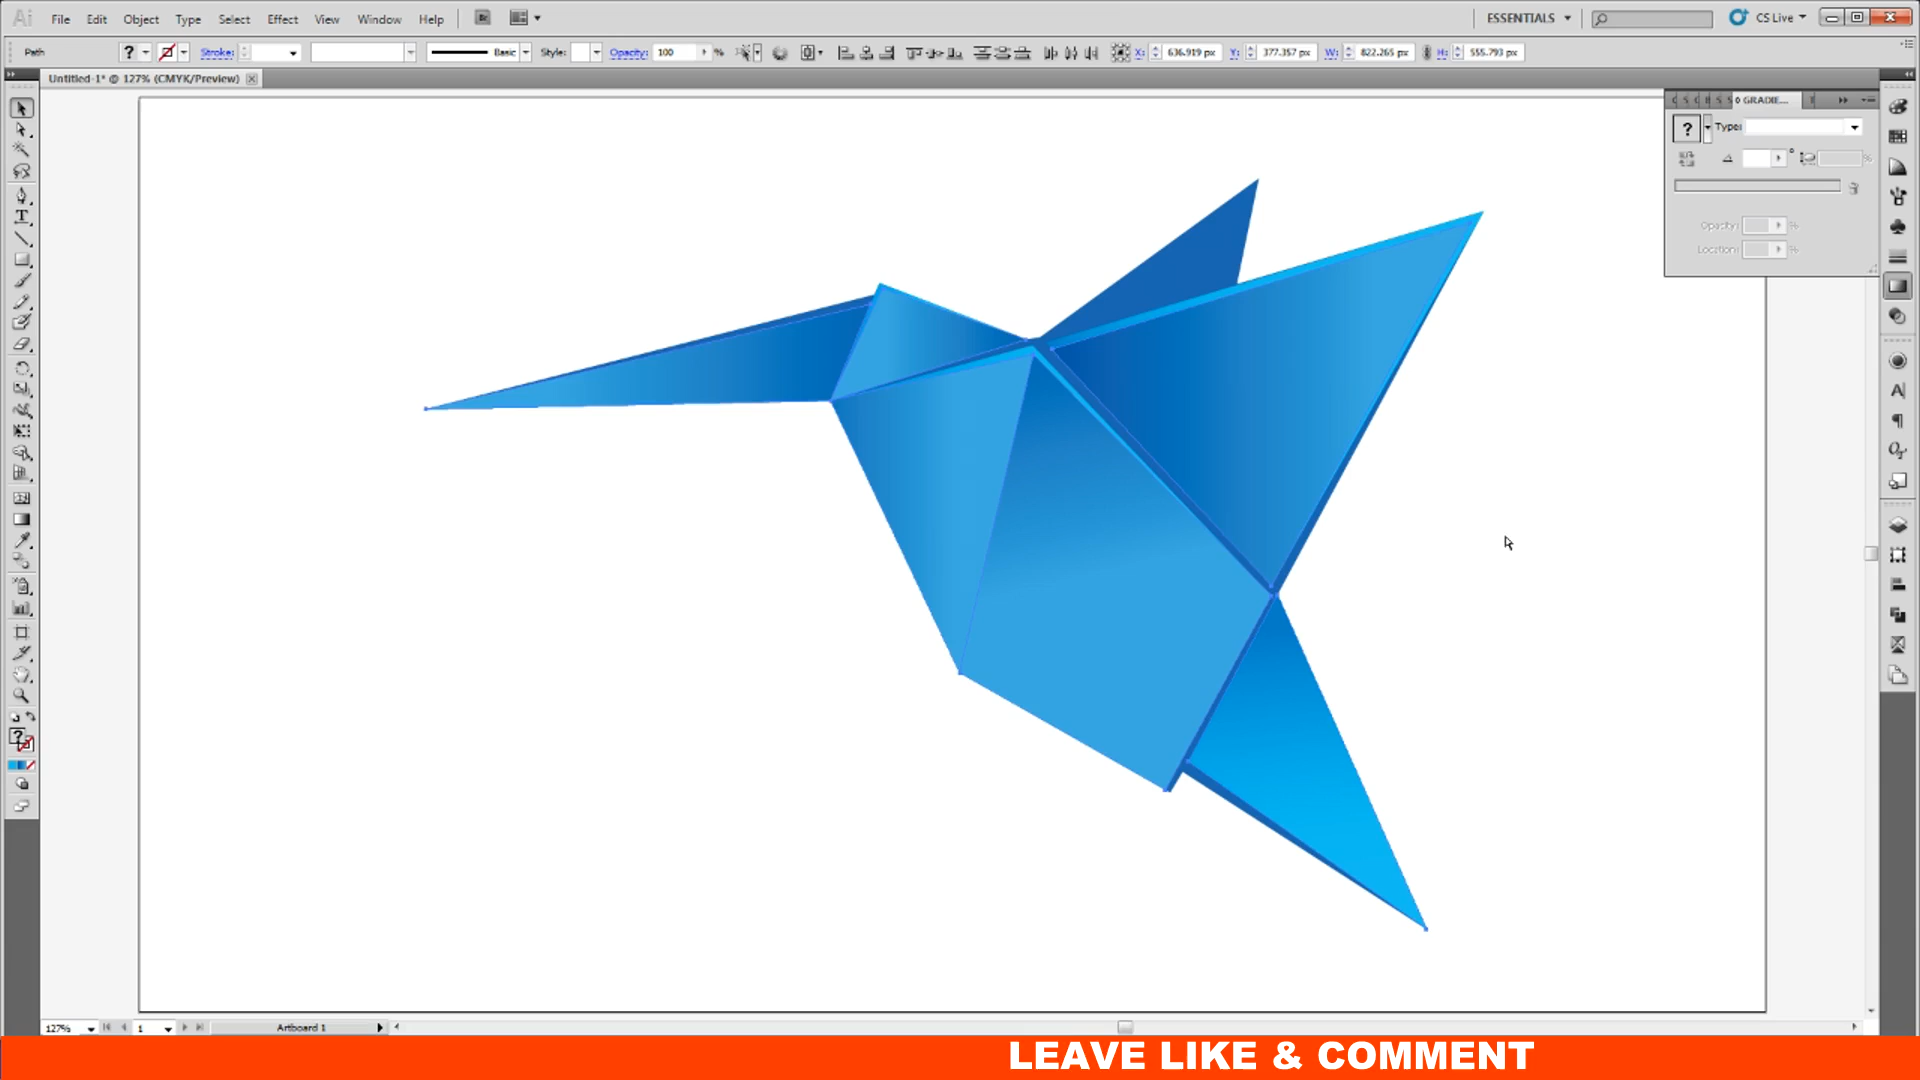 Ai File Edit Object Type Select Effect View Window Help Br ESSENTIALS CS Live
Path ? Stroke: Basic Style: Opacity: 100 % X: 636.919 px Y: 377.357 px W: 822.265 px H: 555.793 px
Untitled-1* @ 127% (CMYK/Preview)
GRADIE...
? Type:
%
Opacity: %
Location: %
127% 1 Artboard 1
LEAVE LIKE & COMMENT